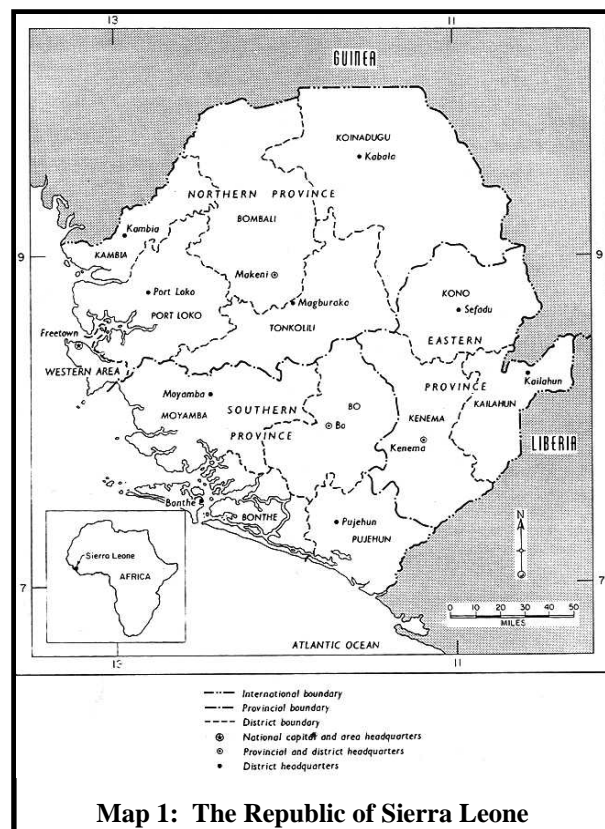 13
11
GUINEA
KOINADUGU
Kabala
NORTHERN PROVINCE
BOMBALI
Kambia
9
9
KAMBIA
Makeni
KONO
Port Loko
Magburaka
Sefadu
PORT LOKO
TONKOLILI
EASTERN
Freetown
WESTERN AREA
PROVINCE
Kailahun
Moyamba
BO
KAILAHUN
MOYAMBA
SOUTHERN
KENEMA
PROVINCE
Bo
Kenema
LIBERIA
Bonthe
BONTHE
N
Pujehun
PUJEHUN
Sierra Leone
AFRICA
7
7
0 10 20 30 40 50
MILES
ATLANTIC OCEAN
13
11
International boundary
Provincial boundary
District boundary
National capital and area headquarters
Provincial and district headquarters
District headquarters
Map 1: The Republic of Sierra Leone